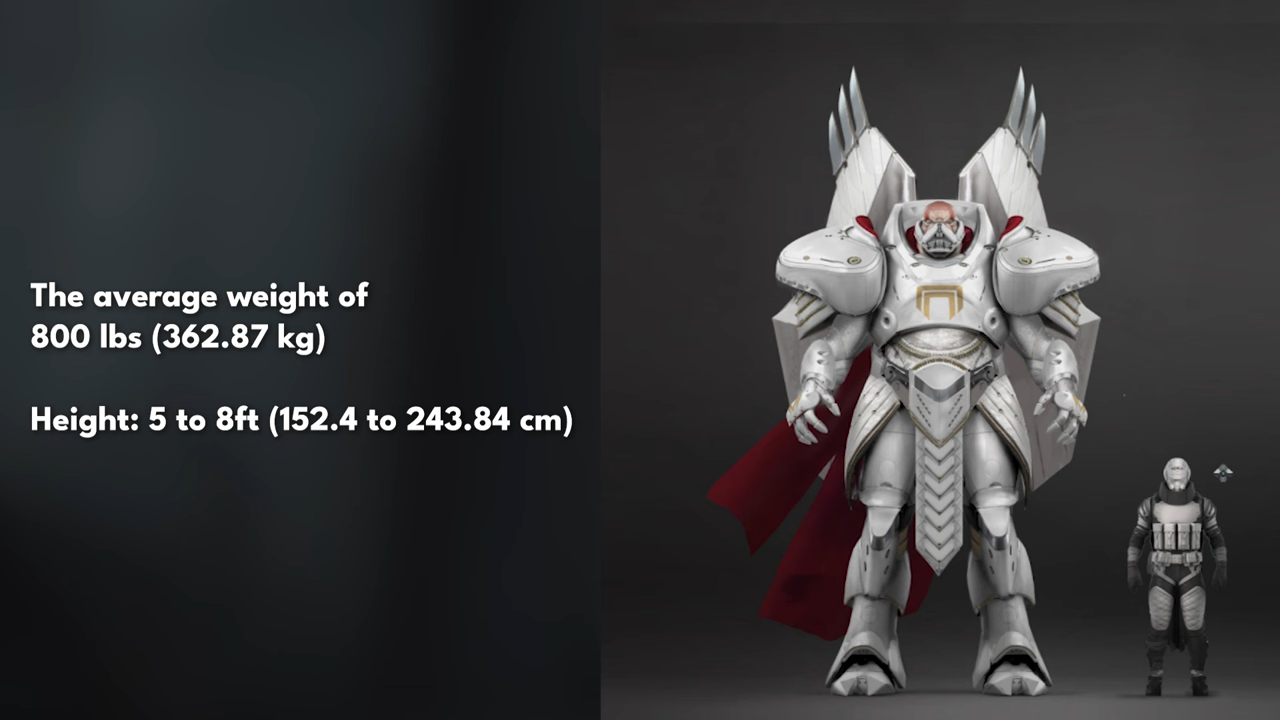 The average weight of
800 lbs (362.87 kg)
Height: 5 to 8ft (152.4 to 243.84 cm)